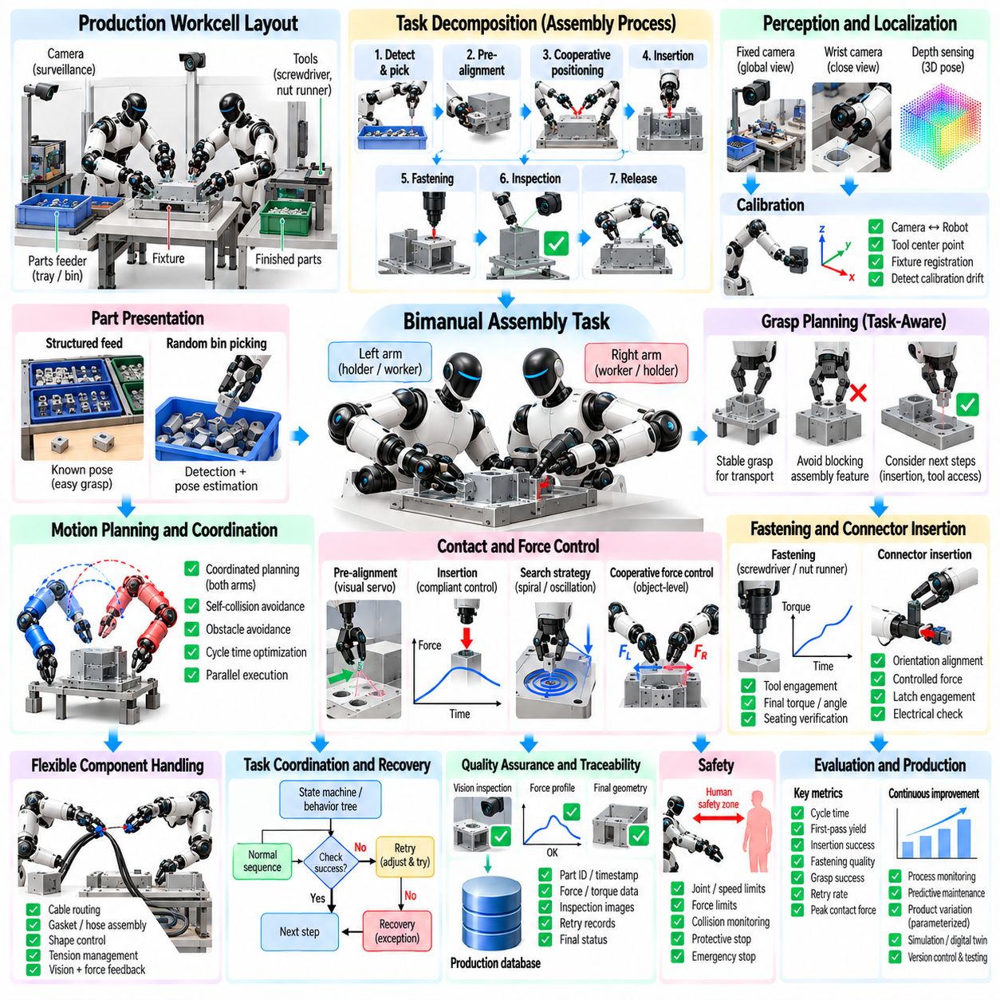 Production Workcell Layout
Camera
(surveillance)
Tools
(screwdriver,
nut runner)
Parts feeder
(tray / bin)
Fixture
Finished parts
Task Decomposition (Assembly Process)
1. Detect
& pick
2. Pre-
alignment
3. Cooperative
positioning
4. Insertion
5. Fastening
6. Inspection
7. Release
Perception and Localization
Fixed camera
(global view)
Wrist camera
(close view)
Depth sensing
(3D pose)
Calibration
z
y
x
Camera ↔ Robot
Tool center point
Fixture registration
Detect calibration drift
Part Presentation
Structured feed
Random bin picking
Known pose
(easy grasp)
Detection +
pose estimation
Bimanual Assembly Task
Left arm
(holder / worker)
Right arm
(worker / holder)
Grasp Planning (Task-Aware)
Stable grasp
for transport
Avoid blocking
assembly feature
Consider next steps
(insertion, tool access)
Motion Planning and Coordination
Coordinated planning
(both arms)
Self-collision avoidance
Obstacle avoidance
Cycle time optimization
Parallel execution
Contact and Force Control
Pre-alignment
(visual servo)
Insertion
(compliant control)
Force
Time
Search strategy
(spiral / oscillation)
Cooperative force control
(object-level)
FL
FR
Fastening and Connector Insertion
Fastening
(screwdriver / nut runner)
Torque
Time
Tool engagement
Final torque / angle
Seating verification
Connector insertion
Orientation alignment
Controlled force
Latch engagement
Electrical check
Flexible Component Handling
Cable routing
Gasket / hose assembly
Shape control
Tension management
Vision + force feedback
Task Coordination and Recovery
State machine /
behavior tree
Normal
sequence
Check
success?
No
Retry
(adjust & try)
Yes
No
Next step
Recovery
(exception)
Quality Assurance and Traceability
Vision inspection
Force profile
OK
Final geometry
Production database
Part ID / timestamp
Force / torque data
Inspection images
Retry records
Final status
Safety
Human
safety zone
Joint / speed limits
Force limits
Collision monitoring
Protective stop
Emergency stop
Evaluation and Production
Key metrics
Cycle time
First-pass yield
Insertion success
Fastening quality
Grasp success
Retry rate
Peak contact force
Continuous improvement
Process monitoring
Predictive maintenance
Product variation
(parameterized)
Simulation / digital twin
Version control & testing